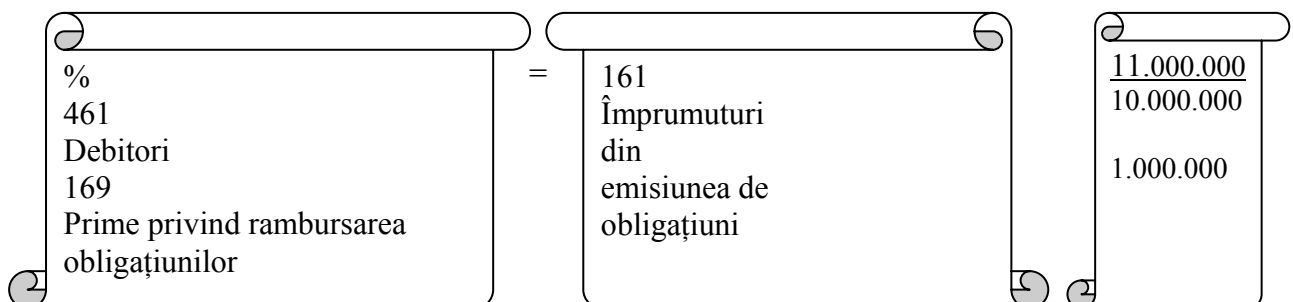 %
461
Debitori
169
Prime privind rambursarea
obligațiunilor
=
161
Împrumuturi
din
emisiunea de
obligațiuni
11.000.000
10.000.000
1.000.000